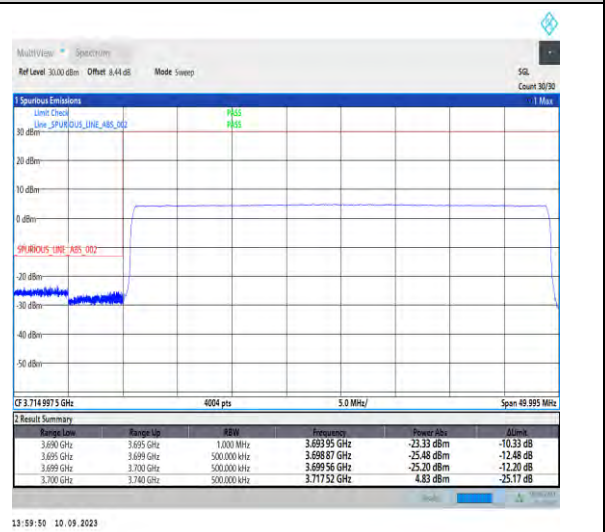 MultiView Spectrum
Ref Level 30.00 dBm Offset 8.44 dB Mode Sweep SGL
Count 30/30
1 Spurious Emissions 1 Max
Limit Check PASS
Line _SPURIOUS_LINE_ABS_002 PASS
30 dBm
20 dBm
10 dBm
0 dBm
_SPURIOUS_LINE_ABS_002
-20 dBm
-30 dBm
-40 dBm
-50 dBm
CF 3.714 997 5 GHz 4004 pts 5.0 MHz/ Span 49.995 MHz
2 Result Summary
Range Low Range Up RBW Frequency Power Abs ΔLimit
3.690 GHz 3.695 GHz 1.000 MHz 3.693 95 GHz -23.33 dBm -10.33 dB
3.695 GHz 3.699 GHz 500.000 kHz 3.698 87 GHz -25.48 dBm -12.48 dB
3.699 GHz 3.700 GHz 500.000 kHz 3.699 56 GHz -25.20 dBm -12.20 dB
3.700 GHz 3.740 GHz 500.000 kHz 3.717 52 GHz 4.83 dBm -25.17 dB
13:59:50 10.09.2023